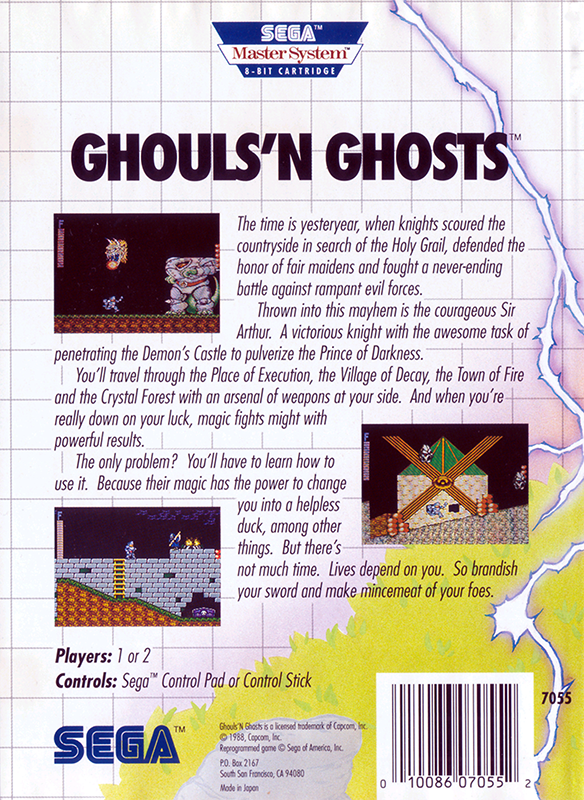 SEGA™
Master System™
8-BIT CARTRIDGE
GHOULS'N GHOSTS™
The time is yesteryear, when knights scoured the
countryside in search of the Holy Grail, defended the
honor of fair maidens and fought a never-ending
battle against rampant evil forces.
Thrown into this mayhem is the courageous Sir
Arthur. A victorious knight with the awesome task of
penetrating the Demon's Castle to pulverize the Prince of Darkness.
You'll travel through the Place of Execution, the Village of Decay, the Town of Fire
and the Crystal Forest with an arsenal of weapons at your side. And when you're
really down on your luck, magic fights might with
powerful results.
The only problem? You'll have to learn how to
use it. Because their magic has the power to change
you into a helpless
duck, among other
things. But there's
not much time. Lives depend on you. So brandish
your sword and make mincemeat of your foes.
Players: 1 or 2
Controls: Sega™ Control Pad or Control Stick
SEGA™
Ghouls'N Ghosts is a licensed trademark of Capcom, Inc.
© 1988, Capcom, Inc.
Reprogrammed game © Sega of America, Inc.
P.O. Box 2167
South San Francisco, CA 94080
Made in Japan
7055
0 10086 07055 2